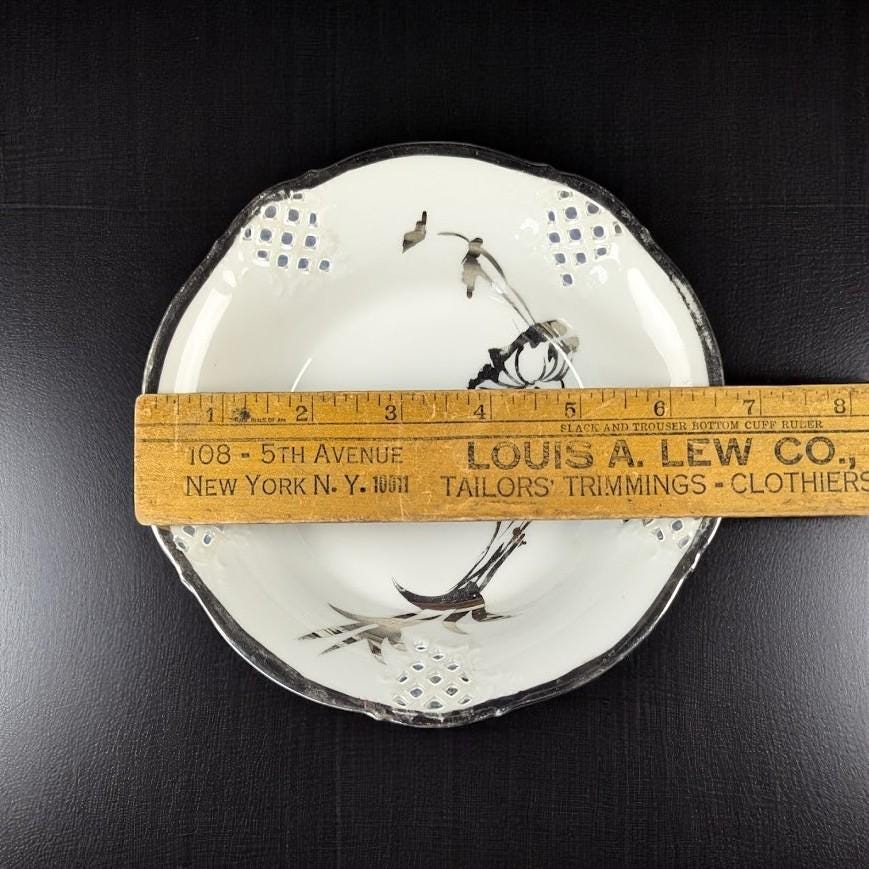 1 2 3 4 5 6 7 8
SLACK AND TROUSER BOTTOM CUFF RULER
108 - 5TH AVENUE LOUIS A. LEW CO.,
NEW YORK N. Y. 10011 TAILORS' TRIMMINGS - CLOTHIERS